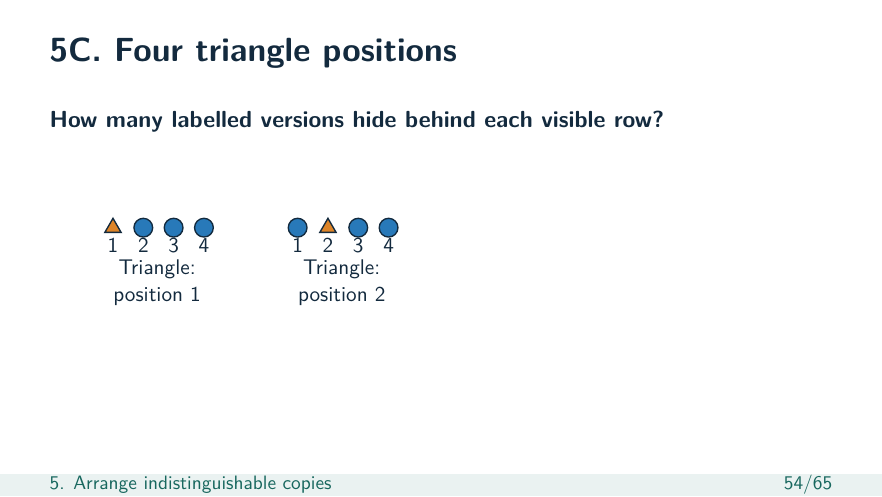 5C. Four triangle positions
How many labelled versions hide behind each visible row?
1 2 3 4
Triangle:
position 1
1 2 3 4
Triangle:
position 2
5. Arrange indistinguishable copies
54/65